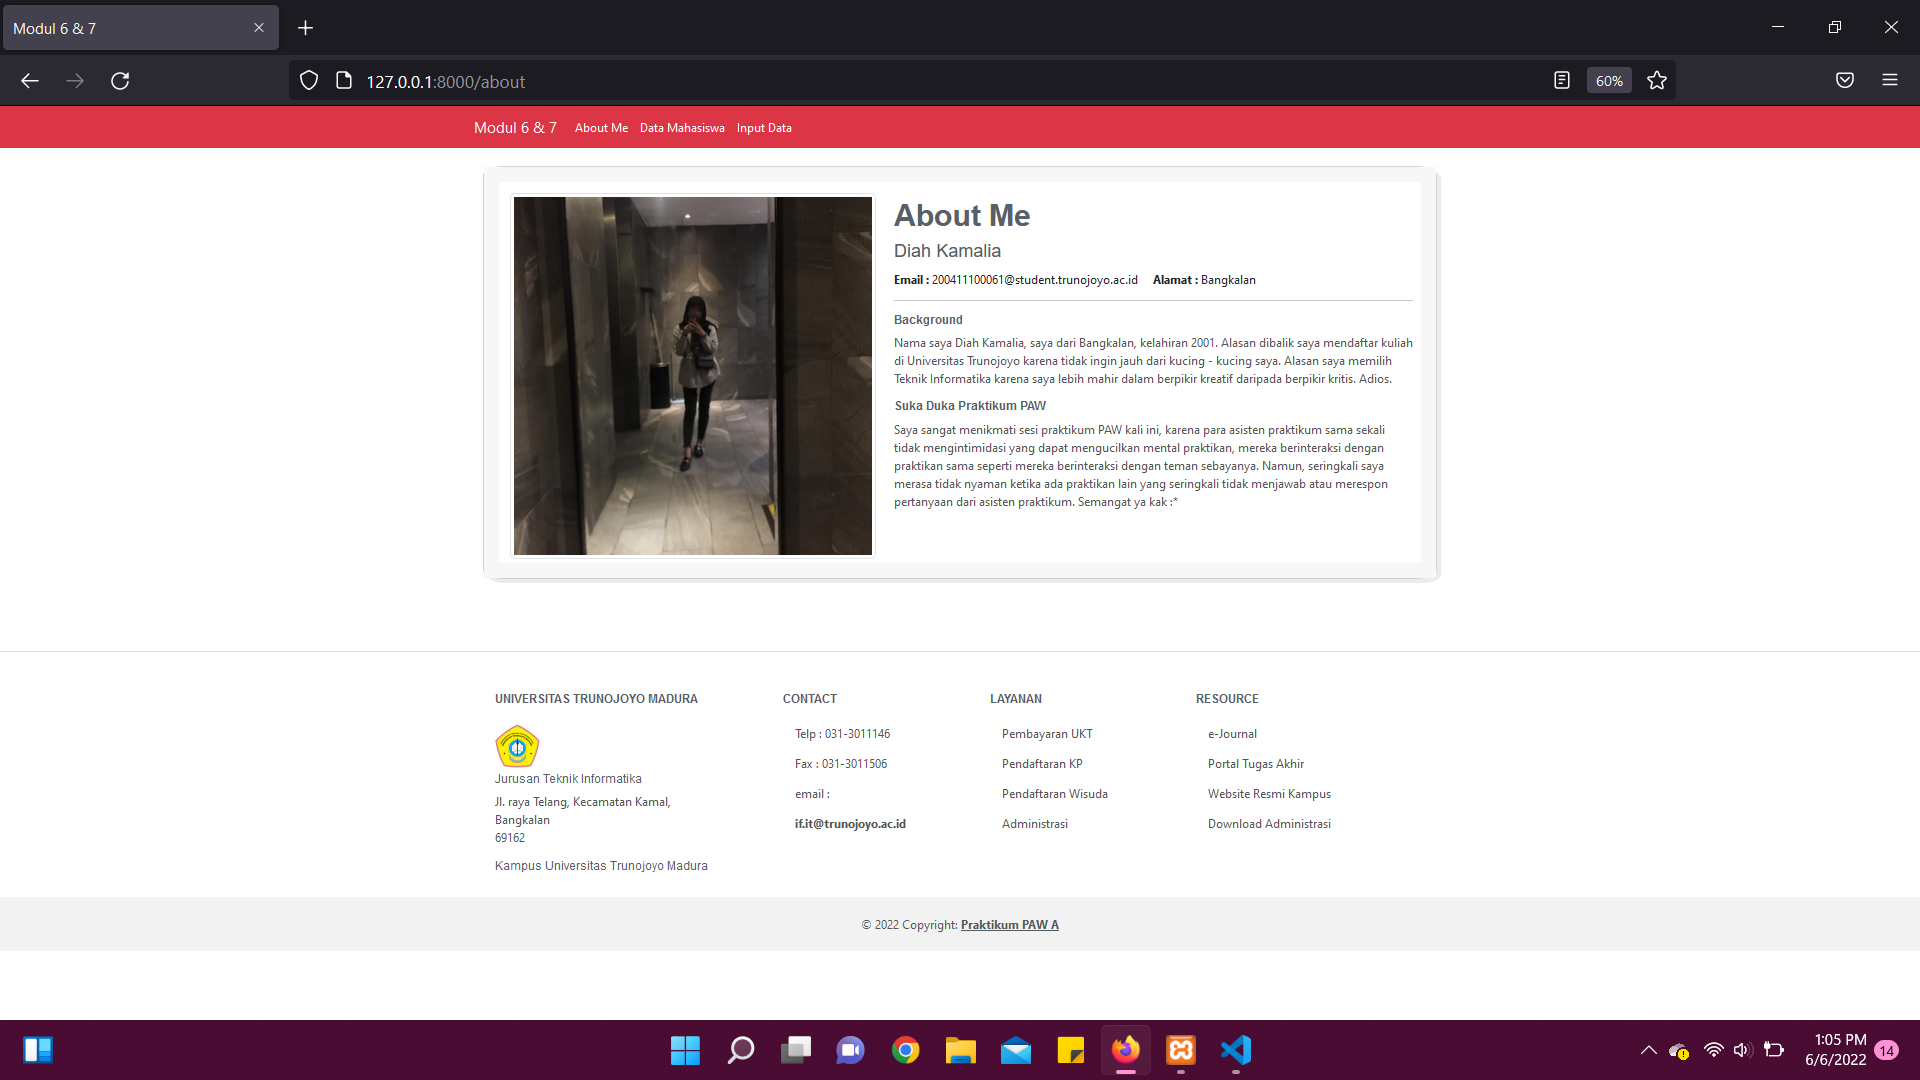 Modul 6 & 7
127.0.0.1:8000/about
60%
Modul 6 & 7 About Me Data Mahasiswa Input Data
About Me
Diah Kamalia
Email : 200411100061@student.trunojoyo.ac.id Alamat : Bangkalan
Background
Nama saya Diah Kamalia, saya dari Bangkalan, kelahiran 2001. Alasan dibalik saya mendaftar kuliah
di Universitas Trunojoyo karena tidak ingin jauh dari kucing - kucing saya. Alasan saya memilih
Teknik Informatika karena saya lebih mahir dalam berpikir kreatif daripada berpikir kritis. Adios.
Suka Duka Praktikum PAW
Saya sangat menikmati sesi praktikum PAW kali ini, karena para asisten praktikum sama sekali
tidak mengintimidasi yang dapat mengucilkan mental praktikan, mereka berinteraksi dengan
praktikan sama seperti mereka berinteraksi dengan teman sebayanya. Namun, seringkali saya
merasa tidak nyaman ketika ada praktikan lain yang seringkali tidak menjawab atau merespon
pertanyaan dari asisten praktikum. Semangat ya kak :*
UNIVERSITAS TRUNOJOYO MADURA
Jurusan Teknik Informatika
Jl. raya Telang, Kecamatan Kamal,
Bangkalan
69162
Kampus Universitas Trunojoyo Madura
CONTACT
Telp : 031-3011146
Fax : 031-3011506
email :
if.it@trunojoyo.ac.id
LAYANAN
Pembayaran UKT
Pendaftaran KP
Pendaftaran Wisuda
Administrasi
RESOURCE
e-Journal
Portal Tugas Akhir
Website Resmi Kampus
Download Administrasi
© 2022 Copyright: Praktikum PAW A
1:05 PM
6/6/2022
14